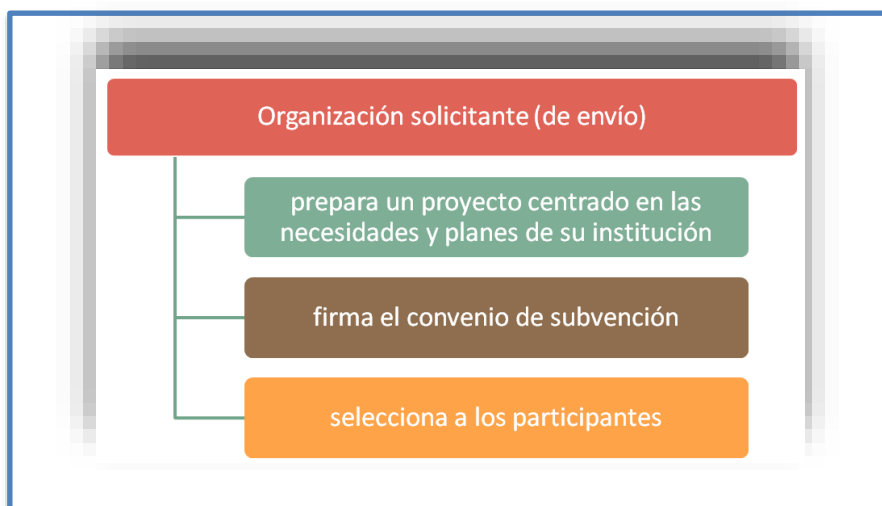 Organización solicitante (de envío)
prepara un proyecto centrado en las
necesidades y planes de su institución
firma el convenio de subvención
selecciona a los participantes